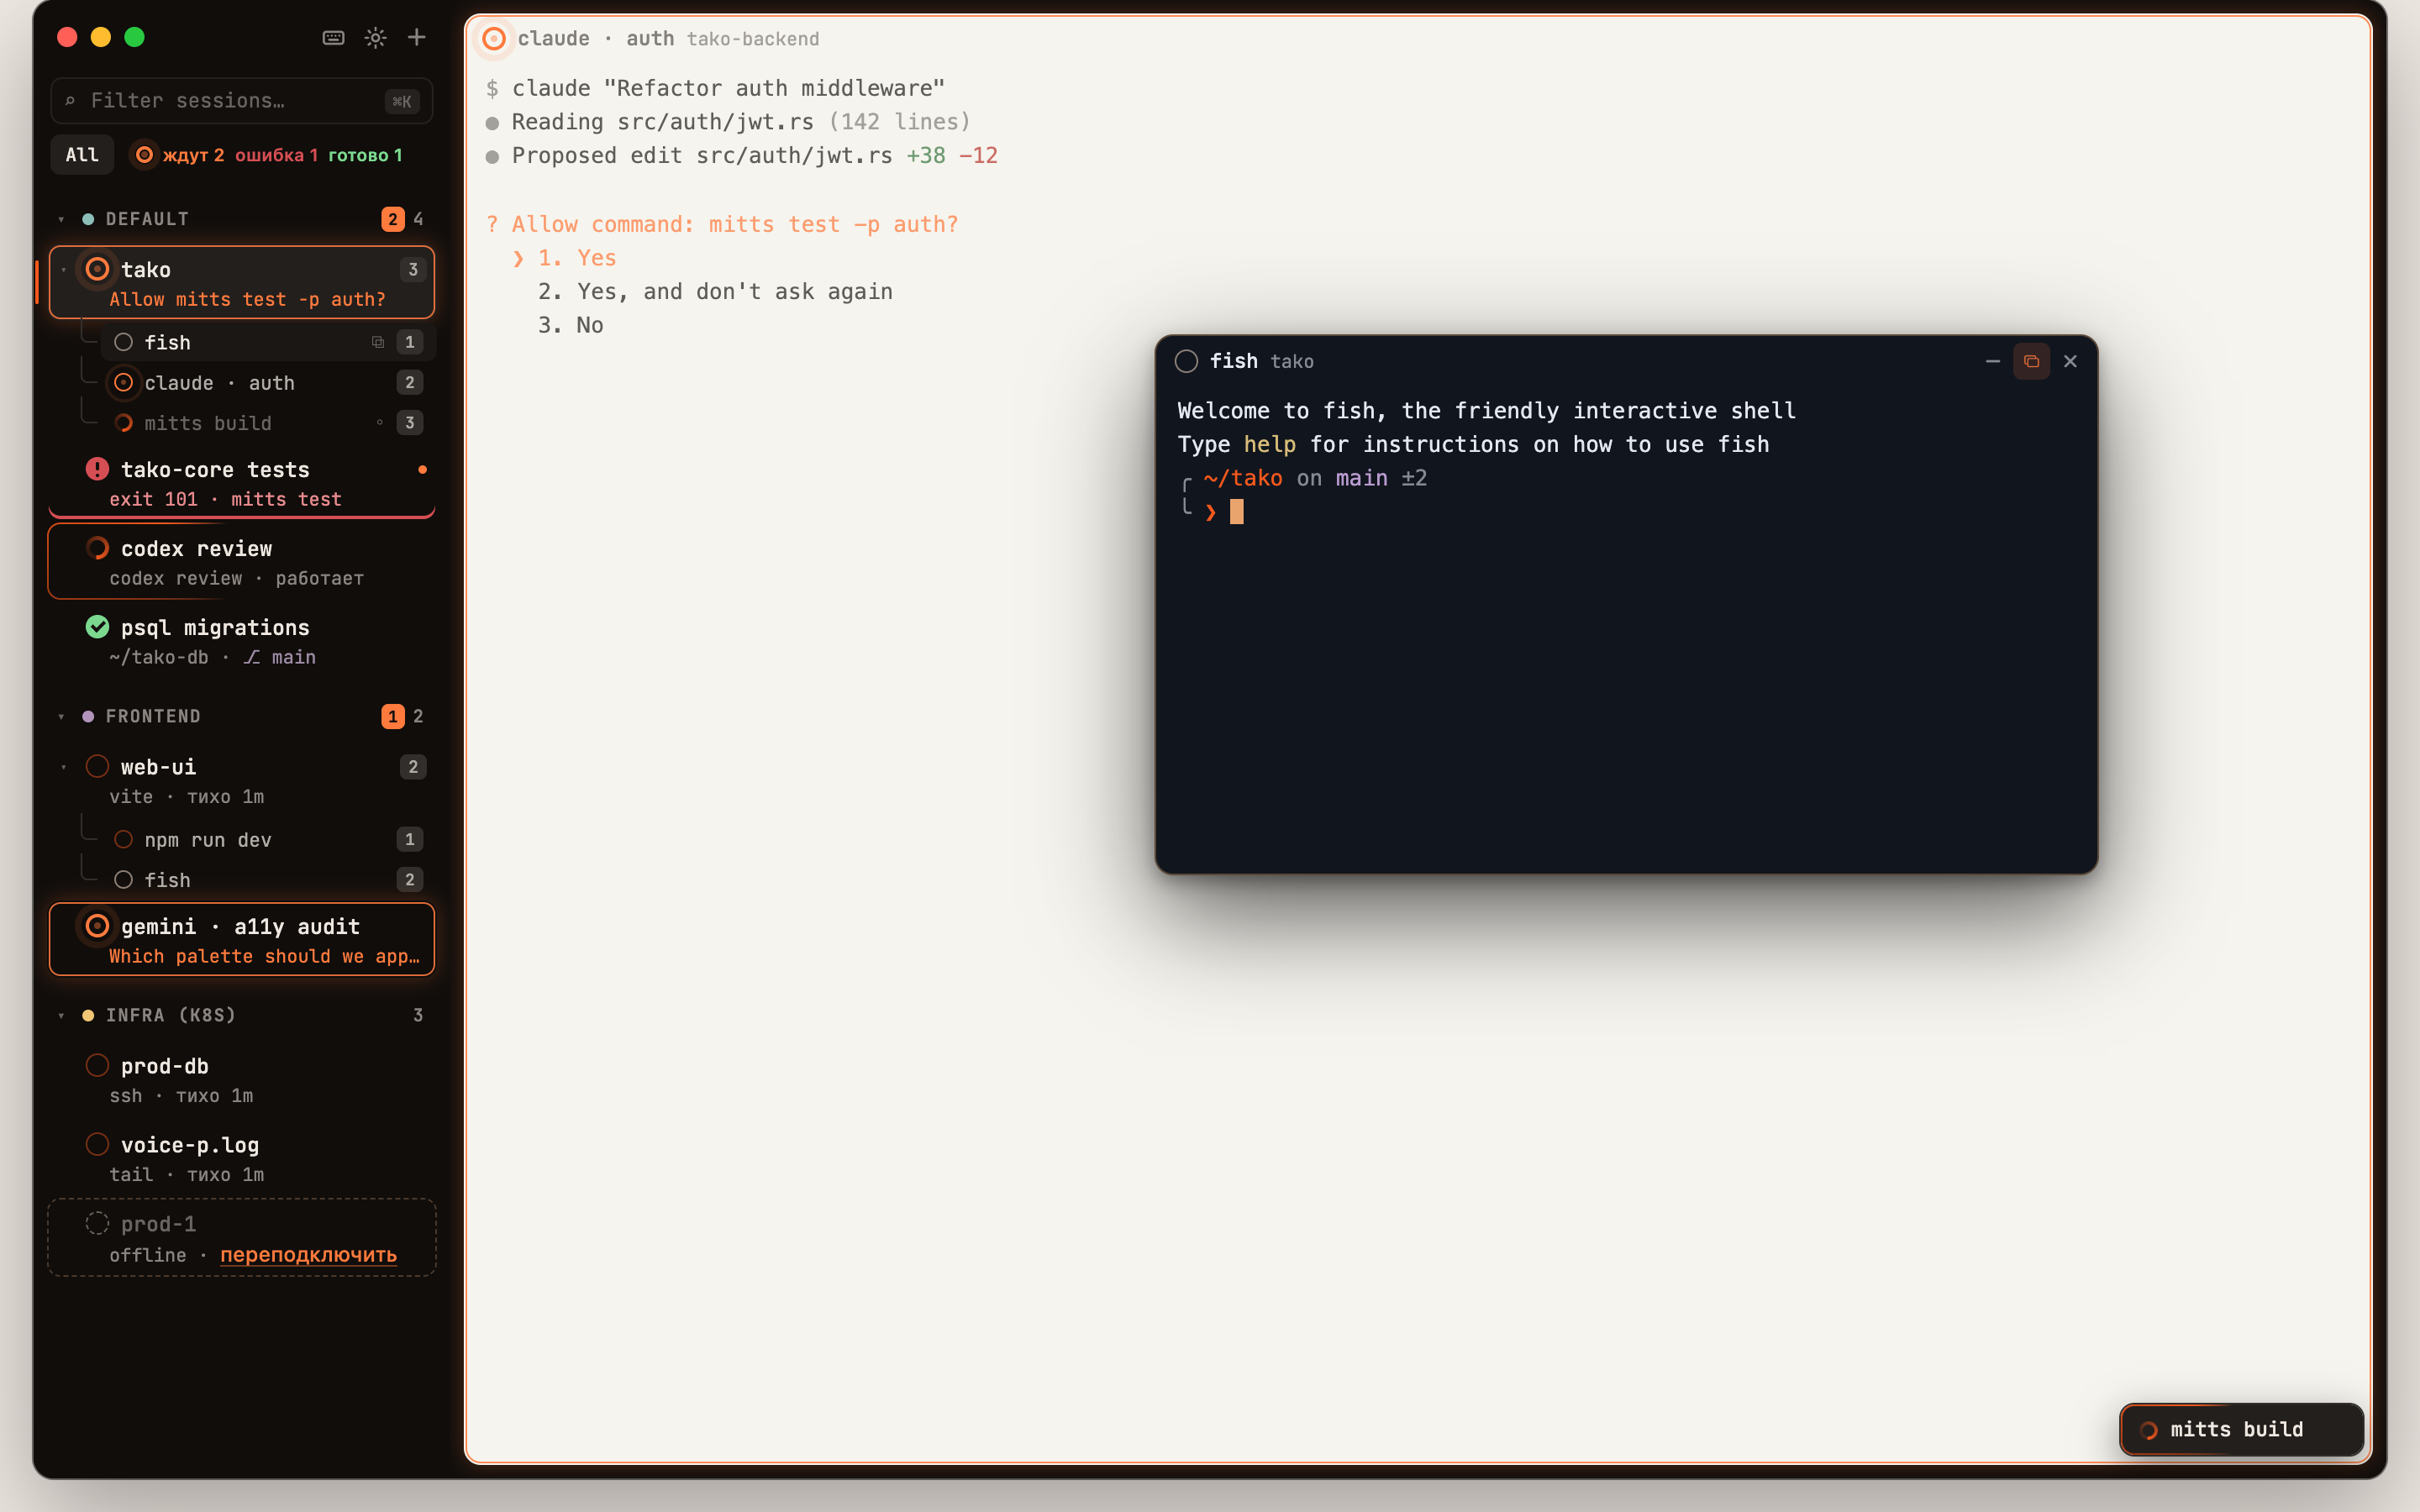 Filter sessions… ⌘K
All ждут 2 ошибка 1 готово 1
DEFAULT 2 4
tako 3
Allow mitts test -p auth?
fish 1
claude · auth 2
mitts build 3
tako-core tests
exit 101 · mitts test
codex review
codex review · работает
psql migrations
~/tako-db · ⎇ main
FRONTEND 1 2
web-ui 2
vite · тихо 1m
npm run dev 1
fish 2
gemini · a11y audit
Which palette should we app…
INFRA (K8S) 3
prod-db
ssh · тихо 1m
voice-p.log
tail · тихо 1m
prod-1
offline · переподключить
claude · auth tako-backend
$ claude "Refactor auth middleware"
● Reading src/auth/jwt.rs (142 lines)
● Proposed edit src/auth/jwt.rs +38 −12
? Allow command: mitts test −p auth?
❯ 1. Yes
2. Yes, and don't ask again
3. No
fish tako
Welcome to fish, the friendly interactive shell
Type help for instructions on how to use fish
╭ ~/tako on main ±2
╰ ❯
mitts build